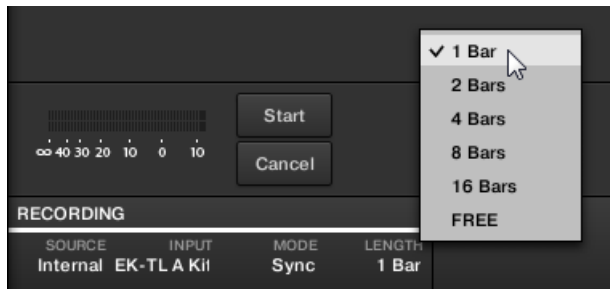 1 Bar
2 Bars
4 Bars
8 Bars
16 Bars
FREE
Start
Cancel
∞ 40 30 20 10 0 10
RECORDING
SOURCE INPUT MODE LENGTH
Internal EK-TL A Kit Sync 1 Bar